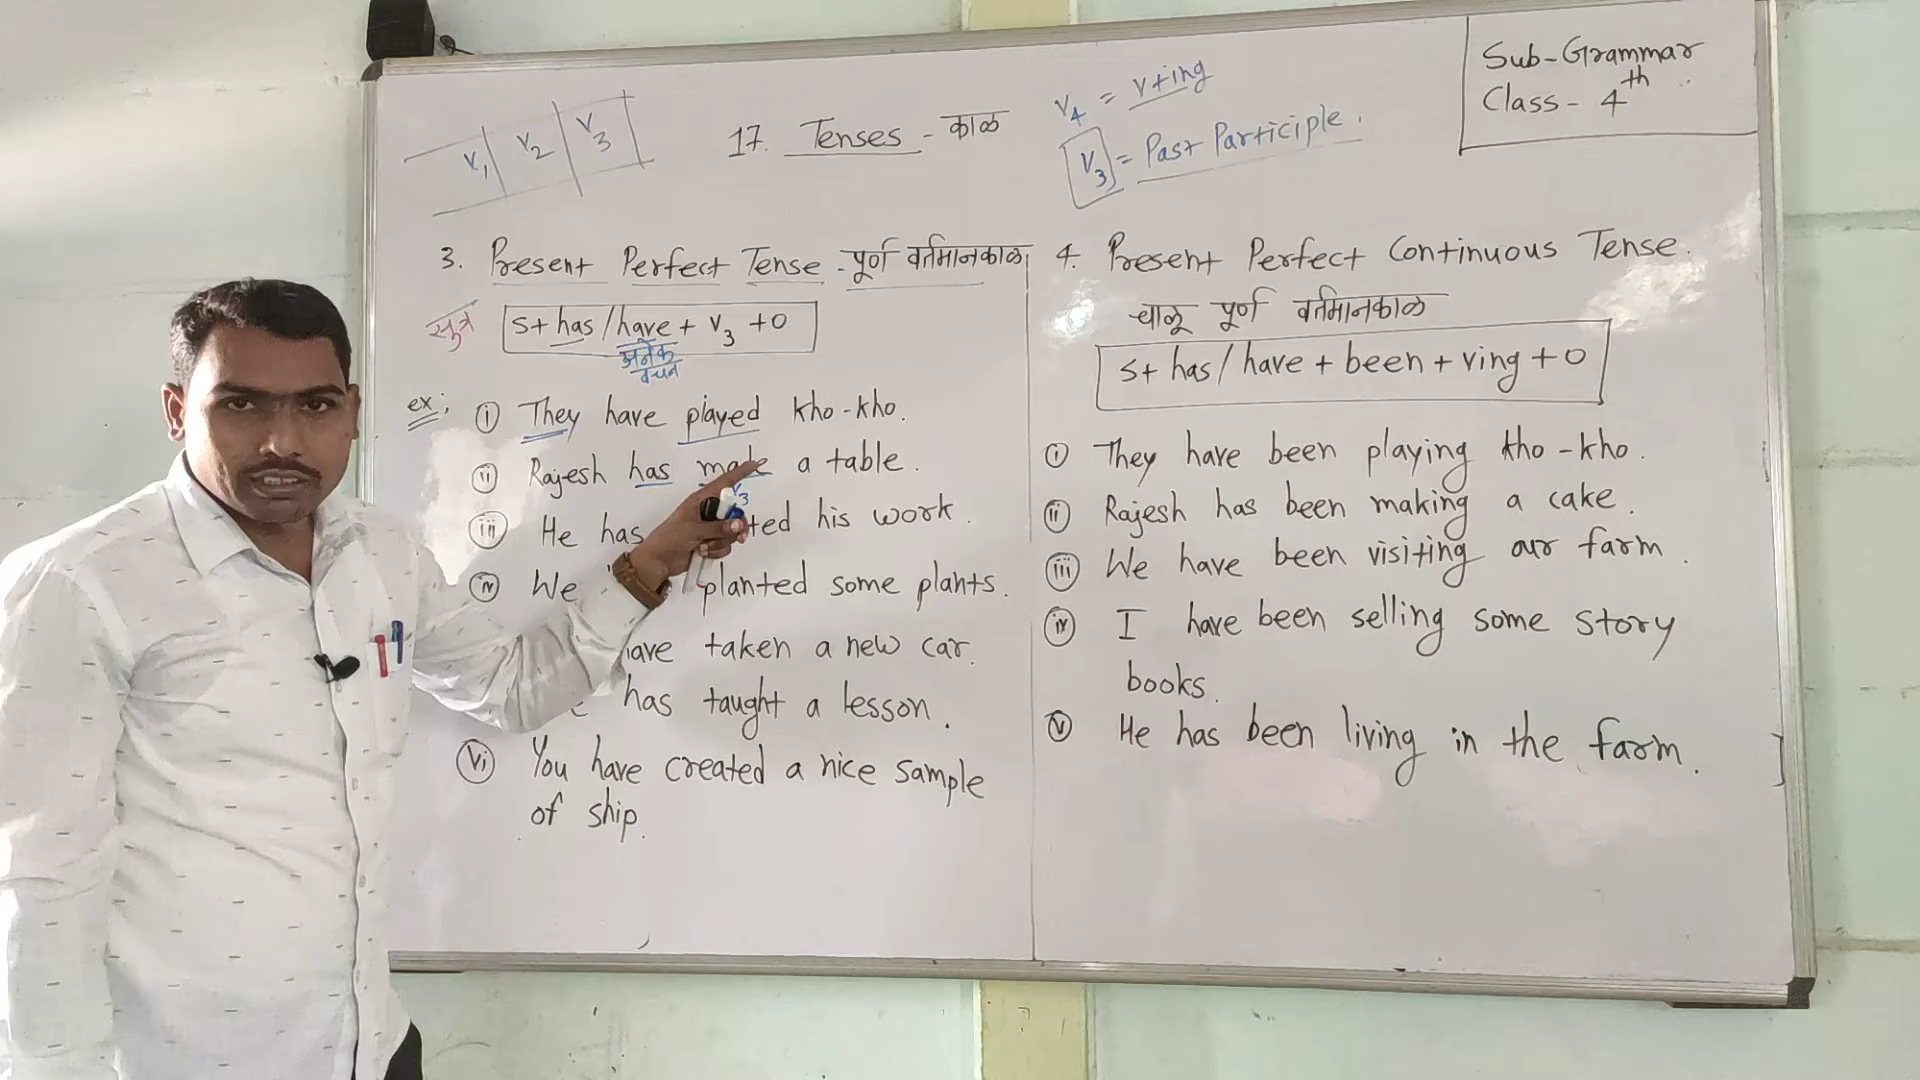 Sub-Grammar
Class- 4th
V1 V2 V3
17. Tenses - काळ
V4 = V+ing
V3 = Past Participle.
3. Present Perfect Tense - पूर्ण वर्तमानकाळ
सूत्र S+ has/have + V3 +O
अनेक
वचन
ex:
(i) They have played kho-kho.
(ii) Rajesh has made a table.
V3
(iii) He has ted his work.
(iv) We planted some plants.
have taken a new car.
has taught a lesson.
(vi) You have created a nice sample
of ship.
4. Present Perfect Continuous Tense.
चालू पूर्ण वर्तमानकाळ
S+ has/have + been + ving + O
(i) They have been playing kho-kho.
(ii) Rajesh has been making a cake.
(iii) We have been visiting our farm.
(iv) I have been selling some story
books.
(v) He has been living in the farm.